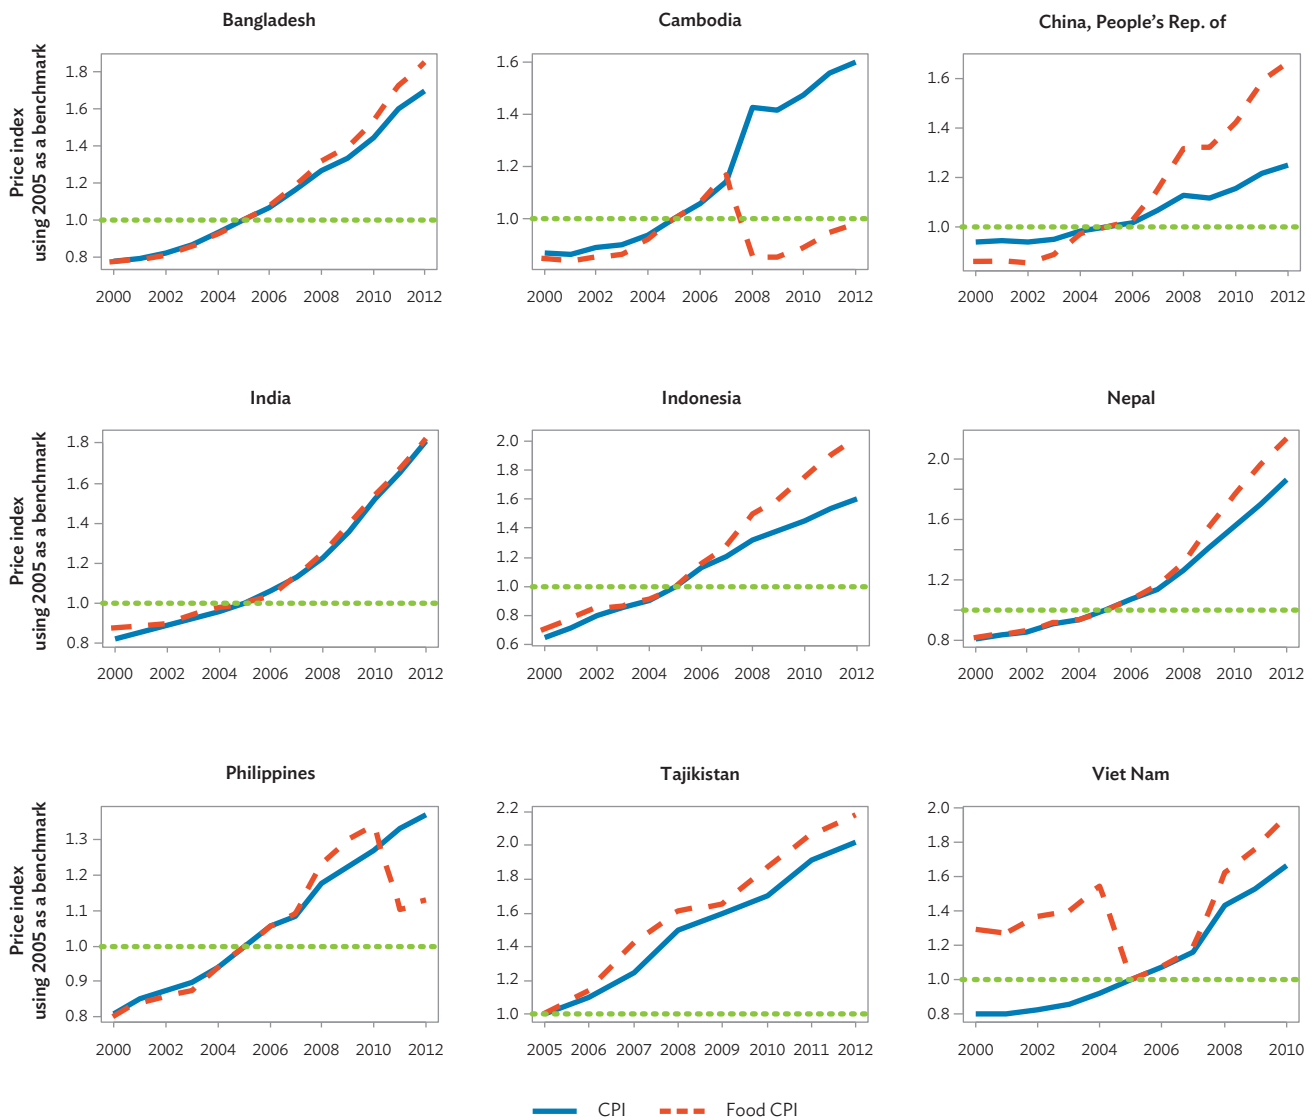 Bangladesh
Cambodia
China, People's Rep. of
Price index
using 2005 as a benchmark
1.8
1.6
1.4
1.2
1.0
0.8
2000 2002 2004 2006 2008 2010 2012
1.6
1.4
1.2
1.0
2000 2002 2004 2006 2008 2010 2012
1.6
1.4
1.2
1.0
2000 2002 2004 2006 2008 2010 2012
India
Indonesia
Nepal
Price index
using 2005 as a benchmark
1.8
1.6
1.4
1.2
1.0
0.8
2000 2002 2004 2006 2008 2010 2012
2.0
1.8
1.6
1.4
1.2
1.0
0.8
0.6
2000 2002 2004 2006 2008 2010 2012
2.0
1.6
1.2
0.8
2000 2002 2004 2006 2008 2010 2012
Philippines
Tajikistan
Viet Nam
Price index
using 2005 as a benchmark
1.3
1.2
1.1
1.0
0.9
0.8
2000 2002 2004 2006 2008 2010 2012
2.2
2.0
1.8
1.6
1.4
1.2
1.0
2005 2006 2007 2008 2009 2010 2011 2012
2.0
1.8
1.6
1.4
1.2
1.0
0.8
2000 2002 2004 2006 2008 2010
CPI
Food CPI